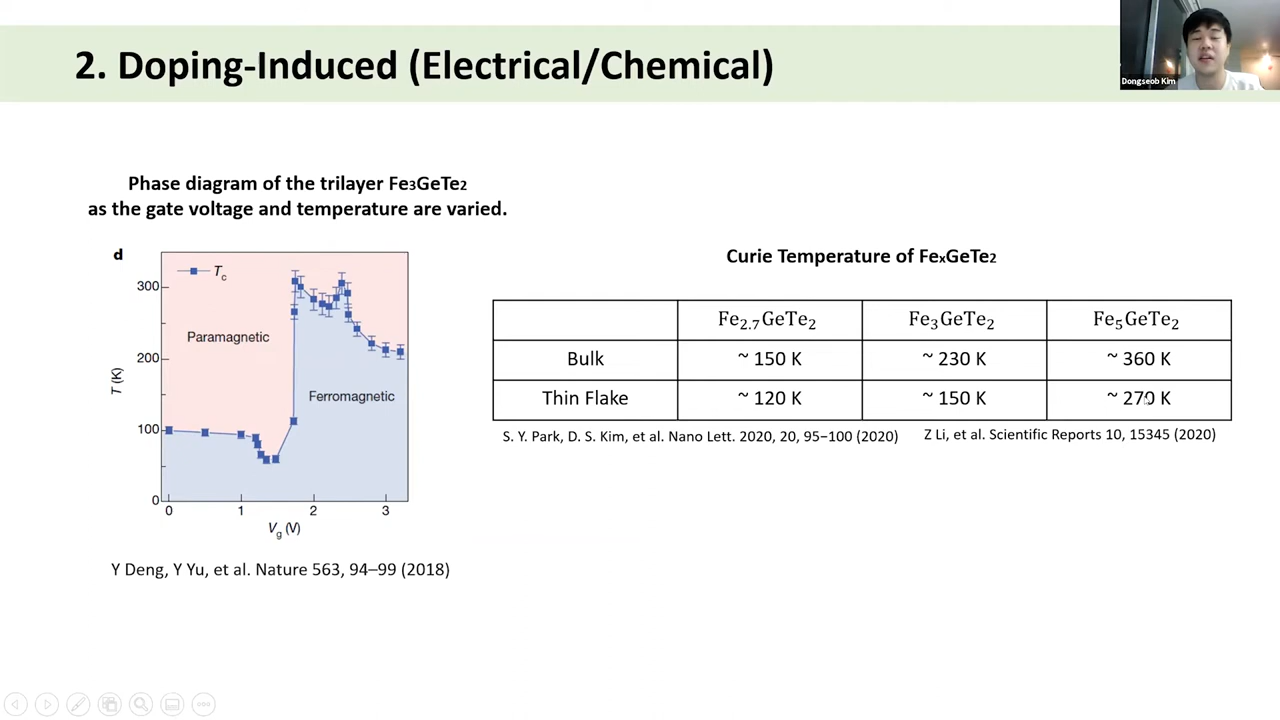 2. Doping-Induced (Electrical/Chemical)
Dongseob Kim
Phase diagram of the trilayer Fe3GeTe2
as the gate voltage and temperature are varied.
d
Tc
300
200
100
0
T (K)
Paramagnetic
Ferromagnetic
0 1 2 3
Vg (V)
Y Deng, Y Yu, et al. Nature 563, 94–99 (2018)
Curie Temperature of FexGeTe2
Fe2.7GeTe2 Fe3GeTe2 Fe5GeTe2
Bulk ~ 150 K ~ 230 K ~ 360 K
Thin Flake ~ 120 K ~ 150 K ~ 270 K
S. Y. Park, D. S. Kim, et al. Nano Lett. 2020, 20, 95−100 (2020)
Z Li, et al. Scientific Reports 10, 15345 (2020)